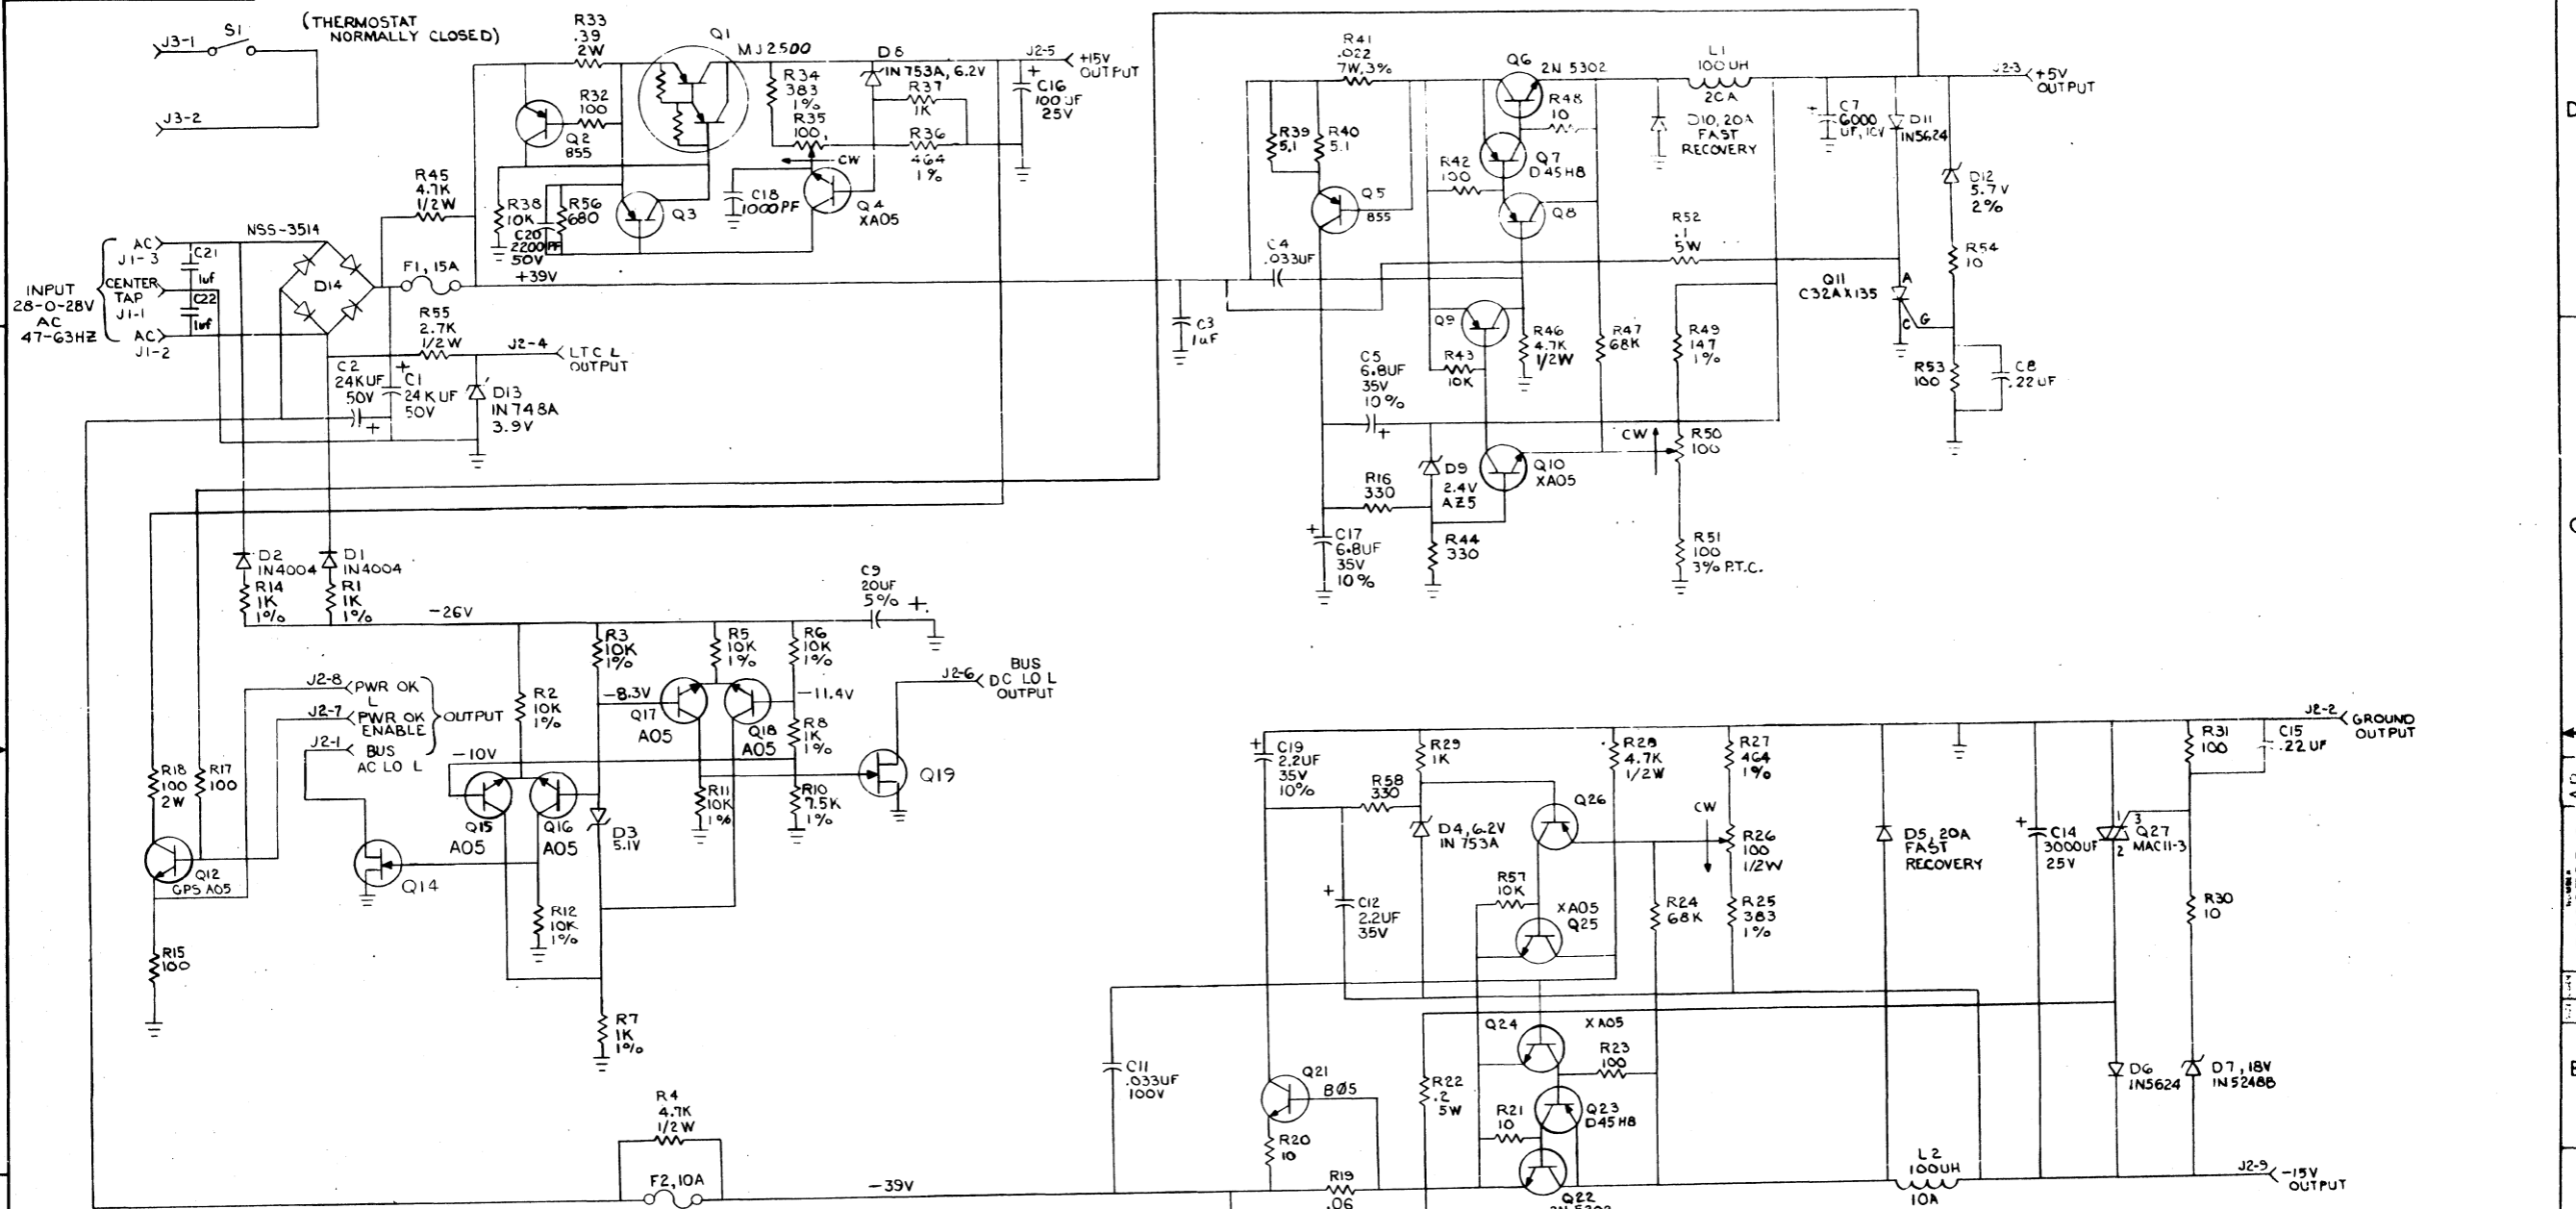 (THERMOSTAT
NORMALLY CLOSED)
J3-1
S1
J3-2
R33
.39
2W
Q1
MJ2500
R32
100
Q2
855
R34
383
1%
R35
100,
CW
D8
IN753A, 6.2V
R37
1K
R36
464
1%
J2-5
+15V
OUTPUT
+
C16
100UF
25V
R45
4.7K
1/2W
R38
10K
R56
680
C20
2200PF
50V
Q3
C18
1000PF
Q4
XA05
+39V
INPUT
28-0-28V
AC
47-63HZ
AC
J1-3
CENTER
TAP
J1-1
AC
J1-2
C21
1uf
C22
1uf
NSS-3514
D14
F1, 15A
R55
2.7K
1/2W
J2-4
LTC L
OUTPUT
C2
24KUF
50V
+
+
C1
24KUF
50V
D13
IN748A
3.9V
R41
.022
7W,3%
R39
5.1
R40
5.1
Q5
855
Q6
2N 5302
R48
10
Q7
D45H8
R42
100
Q8
L1
100UH
20A
D10, 20A
FAST
RECOVERY
+
C7
6000
UF, 10V
D11
IN5624
J2-3
+5V
OUTPUT
D12
5.7V
2%
R54
10
C4
.033UF
R52
.1
5W
C3
1uF
Q9
R43
10K
R46
4.7K
1/2W
R47
68K
R49
147
1%
Q11
C32AX135
A
C
G
R53
100
C8
.22UF
C5
6.8UF
35V
10%
+
R16
330
D9
2.4V
AZ5
Q10
XA05
CW
R50
100
+
C17
6.8UF
35V
10%
R44
330
R51
100
3% P.T.C.
D2
IN4004
R14
1K
1%
D1
IN4004
R1
1K
1%
-26V
C9
20UF
5%
+
R3
10K
1%
R5
10K
1%
R6
10K
1%
J2-6
BUS
DC LO L
OUTPUT
J2-8
PWR OK
L
J2-7
PWR OK
ENABLE
J2-1
BUS
AC LO L
OUTPUT
R2
10K
1%
-8.3V
Q17
A05
Q18
A05
-11.4V
R8
1K
1%
-10V
R18
100
2W
R17
100
Q15
A05
Q16
A05
D3
5.1V
R11
10K
1%
R10
7.5K
1%
Q19
Q12
GPS A05
Q14
R12
10K
1%
R15
100
R7
1K
1%
R4
4.7K
1/2W
F2, 10A
-39V
+
C19
2.2UF
35V
10%
R29
1K
R58
330
D4, 6.2V
IN753A
Q26
R28
4.7K
1/2W
R27
464
1%
CW
R26
100
1/2W
R25
383
1%
R24
68K
R57
10K
XA05
Q25
+
C12
2.2UF
35V
D5, 20A
FAST
RECOVERY
J2-2
GROUND
OUTPUT
R31
100
C15
.22UF
+
C14
3000UF
25V
1
3
2
Q27
MAC11-3
R30
10
C11
.033UF
100V
Q21
BØ5
R20
10
R22
.2
5W
Q24
XA05
R23
100
R21
10
Q23
D45H8
R19
.06
Q22
L2
100UH
10A
D6
IN5624
D7, 18V
IN5248B
J2-9
-15V
OUTPUT